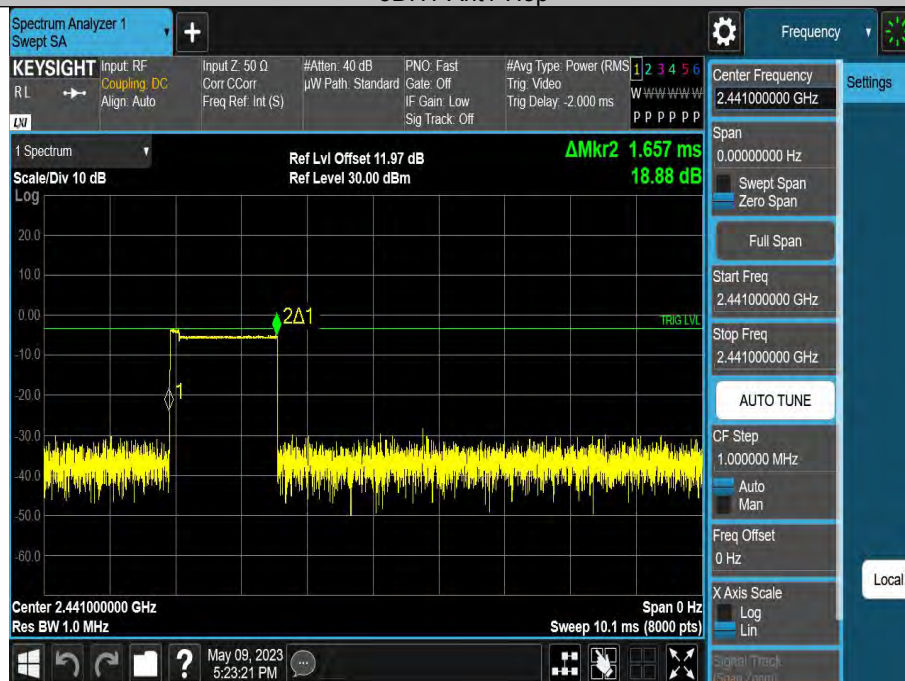 Spectrum Analyzer 1
Swept SA
+
Frequency
KEYSIGHT
RL
LXI
Input: RF
Coupling: DC
Align: Auto
Input Z: 50 Ω
Corr CCorr
Freq Ref: Int (S)
#Atten: 40 dB
µW Path: Standard
PNO: Fast
Gate: Off
IF Gain: Low
Sig Track: Off
#Avg Type: Power (RMS
Trig: Video
Trig Delay: -2.000 ms
1 2 3 4 5 6
W W W W W W
P P P P P P
Center Frequency
2.441000000 GHz
Settings
Span
0.00000000 Hz
Swept Span
Zero Span
Full Span
Start Freq
2.441000000 GHz
Stop Freq
2.441000000 GHz
AUTO TUNE
CF Step
1.000000 MHz
Auto
Man
Freq Offset
0 Hz
X Axis Scale
Log
Lin
Signal Track
(Span Zoom)
Local
1 Spectrum
Scale/Div 10 dB
Ref Lvl Offset 11.97 dB
Ref Level 30.00 dBm
ΔMkr2 1.657 ms
18.88 dB
Log
20.0
10.0
0.00
-10.0
-20.0
-30.0
-40.0
-50.0
-60.0
2Δ1
1
TRIG LVL
Center 2.441000000 GHz
Res BW 1.0 MHz
Span 0 Hz
Sweep 10.1 ms (8000 pts)
?
May 09, 2023
5:23:21 PM